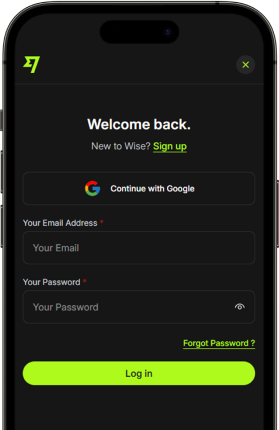 Welcome back.
New to Wise? Sign up
Continue with Google
Your Email Address *
Your Email
Your Password *
Your Password
Forgot Password ?
Log in